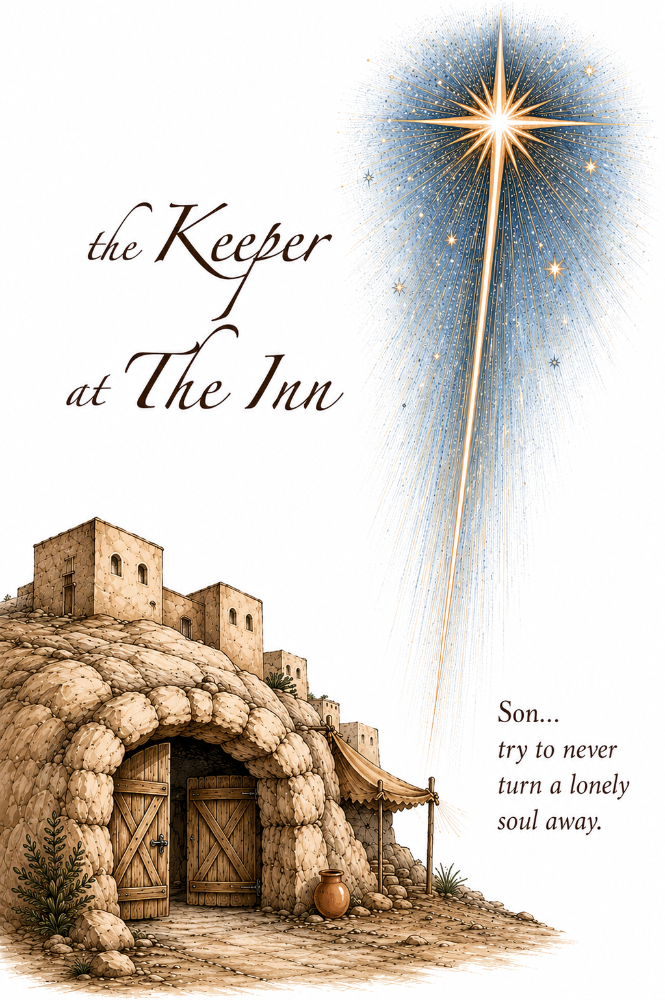 the Keeper
at The Inn
Son...
try to never
turn a lonely
soul away.